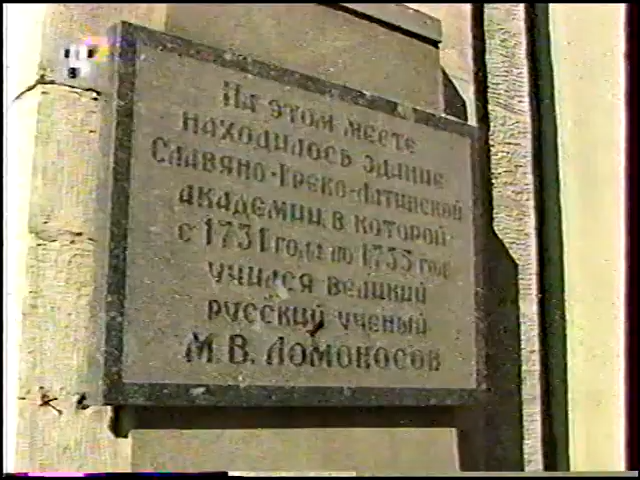 На этом месте
находилось здание
Славяно-Греко-Латинской
академии, в которой
с 1731 года по 1735 год
учился великий
русский ученый
М.В. Ломоносов